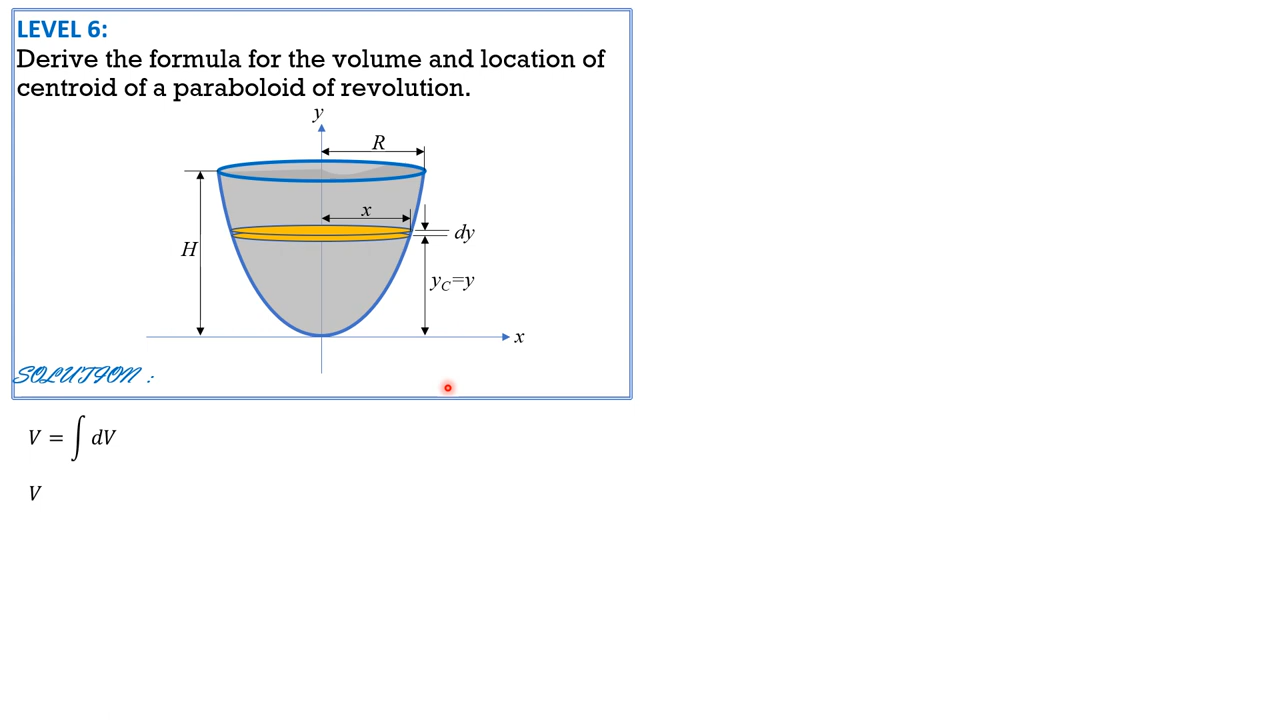 LEVEL 6:
Derive the formula for the volume and location of
centroid of a paraboloid of revolution.
y
R
x
dy
H
y_C=y
x
SOLUTION :
V = ∫ dV
V